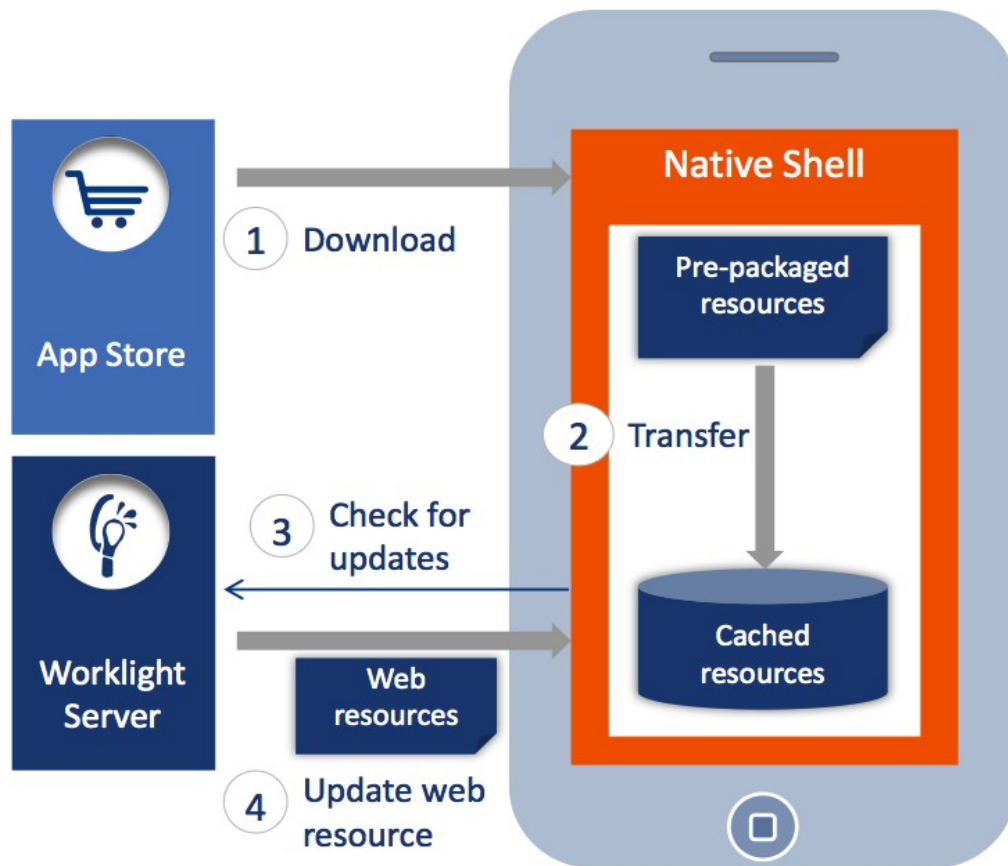 App Store
1 Download
Native Shell
Pre-packaged
resources
2 Transfer
3 Check for
updates
Worklight
Server
Web
resources
Cached
resources
4 Update web
resource